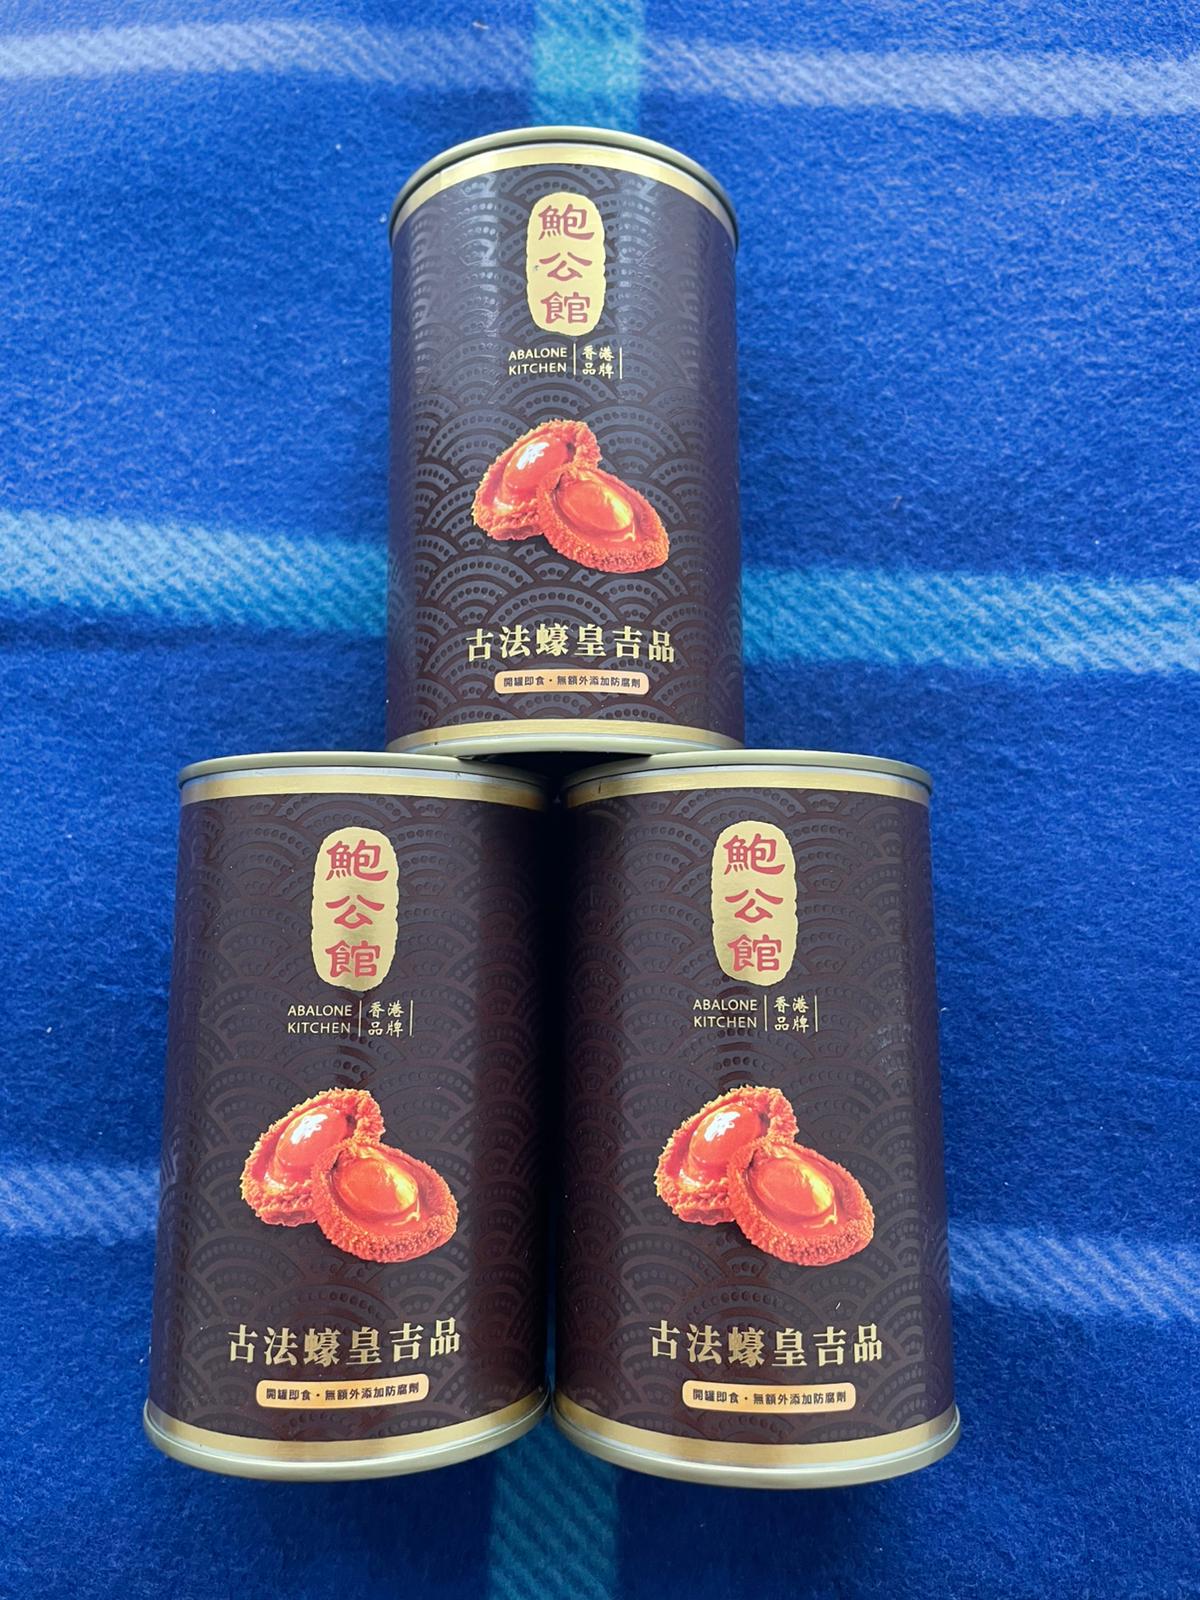 鮑公館
ABALONE KITCHEN
香港品牌
古法蠔皇吉品
開罐即食・無額外添加防腐劑
鮑公館
ABALONE KITCHEN
香港品牌
古法蠔皇吉品
開罐即食・無額外添加防腐劑
鮑公館
ABALONE KITCHEN
香港品牌
古法蠔皇吉品
開罐即食・無額外添加防腐劑